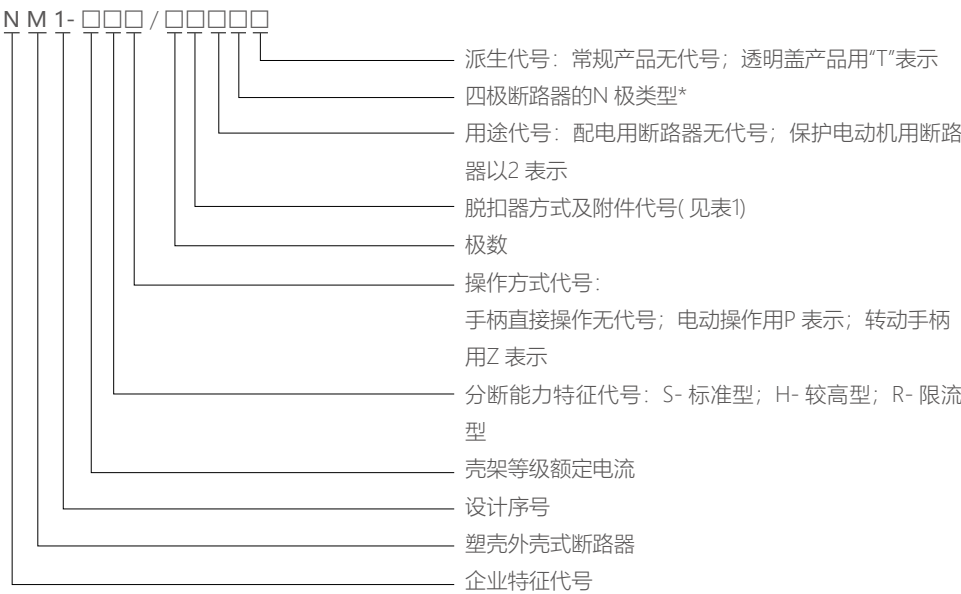 N M 1- □□□ / □□□□□
派生代号：常规产品无代号；透明盖产品用“T”表示
四极断路器的N 极类型*
用途代号：配电用断路器无代号；保护电动机用断路
器以2 表示
脱扣器方式及附件代号( 见表1)
极数
操作方式代号：
手柄直接操作无代号；电动操作用P 表示；转动手柄
用Z 表示
分断能力特征代号：S- 标准型；H- 较高型；R- 限流
型
壳架等级额定电流
设计序号
塑壳外壳式断路器
企业特征代号